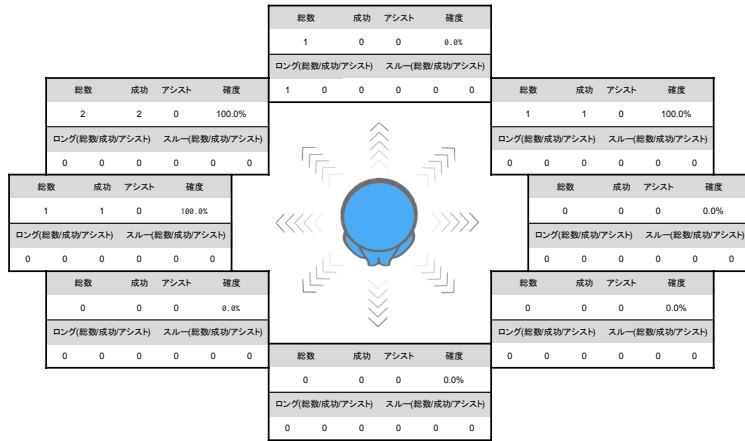 総数 成功 アシスト 確度
1 0 0 0.0%
ロング(総数/成功/アシスト) スルー(総数/成功/アシスト)
1 0 0 0 0 0
総数 成功 アシスト 確度
2 2 0 100.0%
ロング(総数/成功/アシスト) スルー(総数/成功/アシスト)
0 0 0 0 0 0
総数 成功 アシスト 確度
1 1 0 100.0%
ロング(総数/成功/アシスト) スルー(総数/成功/アシスト)
0 0 0 0 0 0
総数 成功 アシスト 確度
1 1 0 100.0%
ロング(総数/成功/アシスト) スルー(総数/成功/アシスト)
0 0 0 0 0 0
総数 成功 アシスト 確度
0 0 0 0.0%
ロング(総数/成功/アシスト) スルー(総数/成功/アシスト)
0 0 0 0 0 0
総数 成功 アシスト 確度
0 0 0 0.0%
ロング(総数/成功/アシスト) スルー(総数/成功/アシスト)
0 0 0 0 0 0
総数 成功 アシスト 確度
0 0 0 0.0%
ロング(総数/成功/アシスト) スルー(総数/成功/アシスト)
0 0 0 0 0 0
総数 成功 アシスト 確度
0 0 0 0.0%
ロング(総数/成功/アシスト) スルー(総数/成功/アシスト)
0 0 0 0 0 0